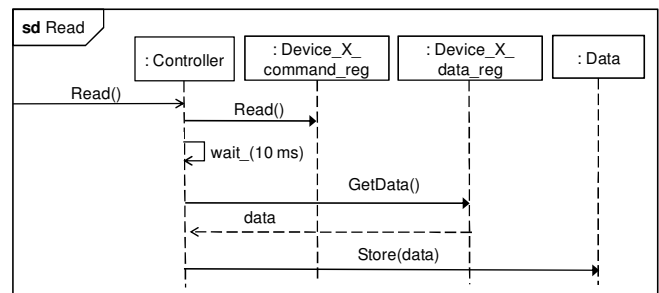 sd Read
: Controller
: Device_X_
command_reg
: Device_X_
data_reg
: Data
Read()
Read()
wait_(10 ms)
GetData()
data
Store(data)